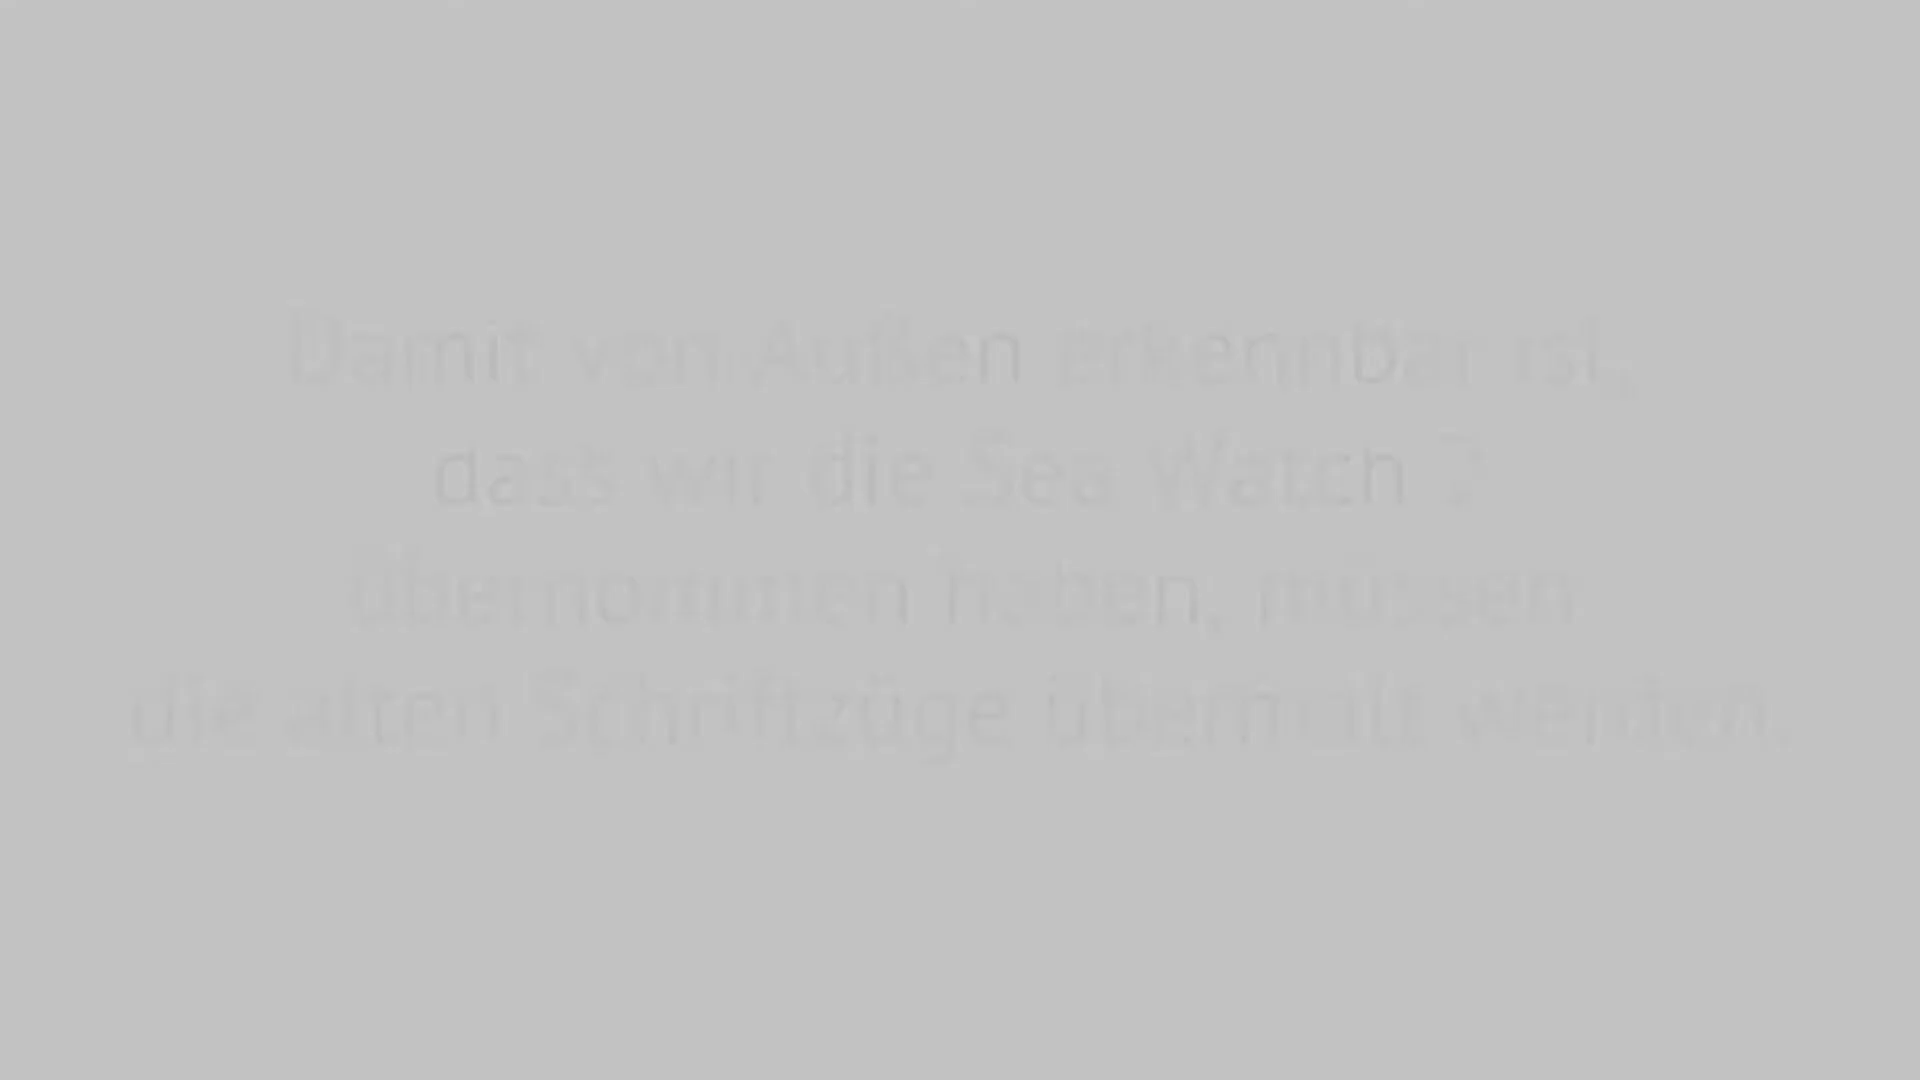 Damit von Außen erkennbar ist,
dass wir die Sea Watch 2
übernommen haben, müssen
die alten Schriftzüge übermalt werden.